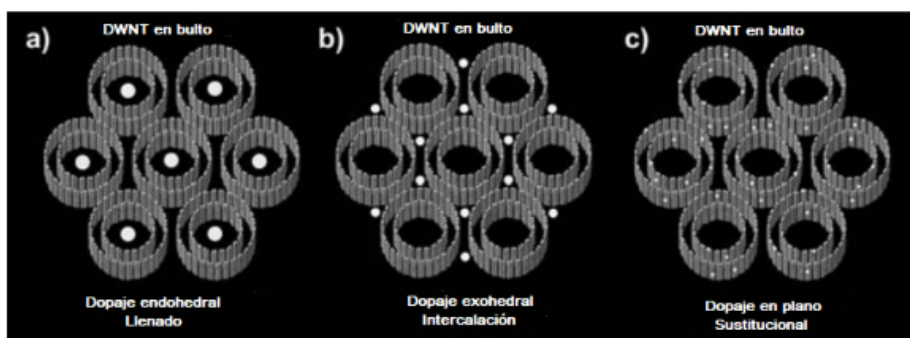 a)
DWNT en bulto
Dopaje endohedral
Llenado
b)
DWNT en bulto
Dopaje exohedral
Intercalación
c)
DWNT en bulto
Dopaje en plano
Sustitucional